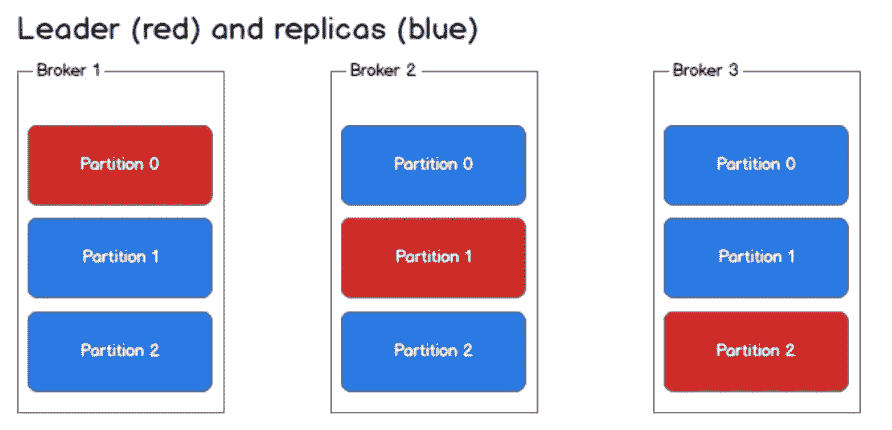 Leader (red) and replicas (blue)
Broker 1
Partition 0
Partition 1
Partition 2
Broker 2
Partition 0
Partition 1
Partition 2
Broker 3
Partition 0
Partition 1
Partition 2